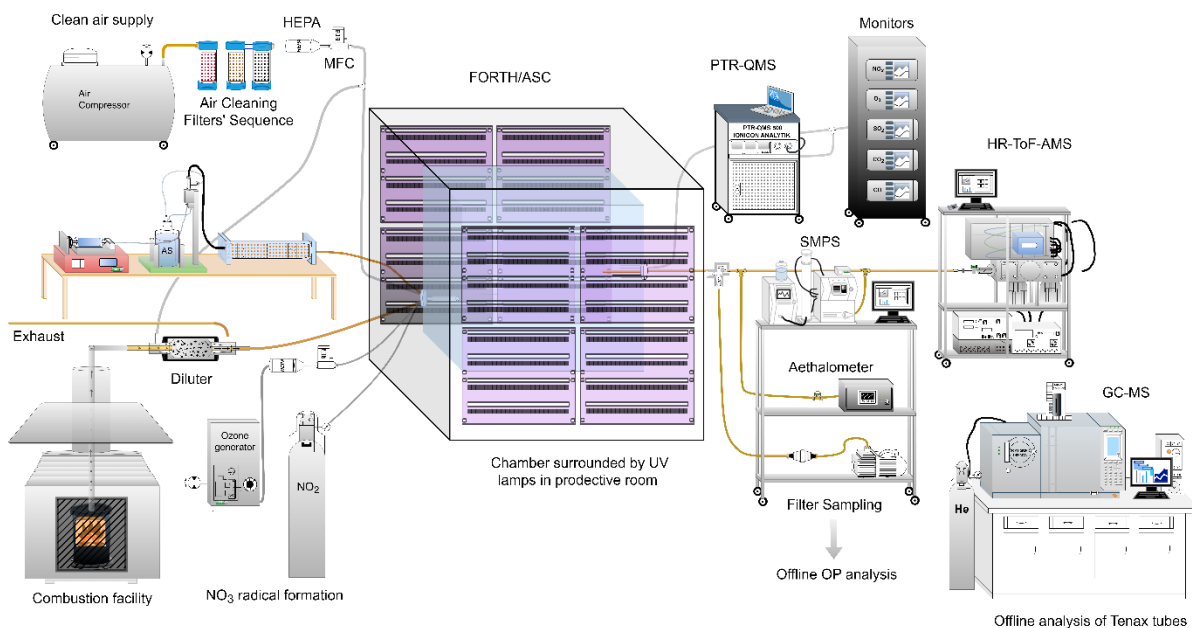 Clean air supply
HEPA
MFC
Air
Compressor
Air Cleaning
Filters' Sequence
FORTH/ASC
PTR-QMS
PTR-QMS 500
IONICON ANALYTIK
Monitors
NO₂
O₃
SO₂
CO₂
HR-ToF-AMS
AS
SMPS
Exhaust
Diluter
Aethalometer
GC-MS
Ozone
generator
NO₂
Chamber surrounded by UV
lamps in prodective room
Filter Sampling
He
Offline OP analysis
Combustion facility
NO₃ radical formation
Offline analysis of Tenax tubes